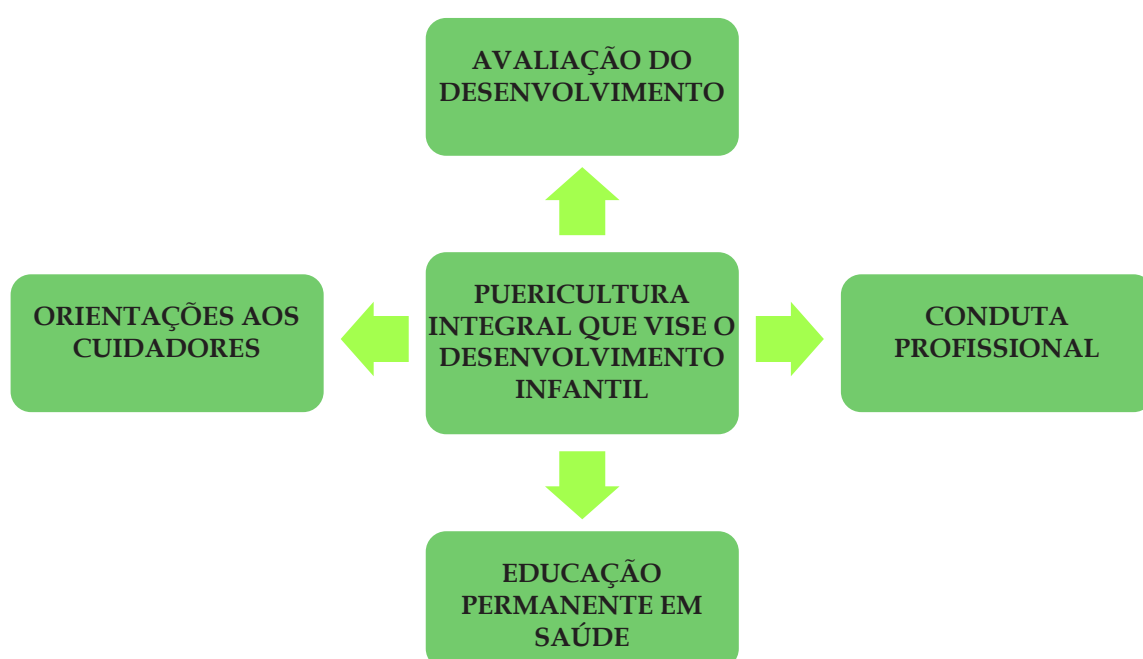 AVALIAÇÃO DO
DESENVOLVIMENTO
ORIENTAÇÕES AOS
CUIDADORES
PUERICULTURA
INTEGRAL QUE VISE O
DESENVOLVIMENTO
INFANTIL
CONDUTA
PROFISSIONAL
EDUCAÇÃO
PERMANENTE EM
SAÚDE